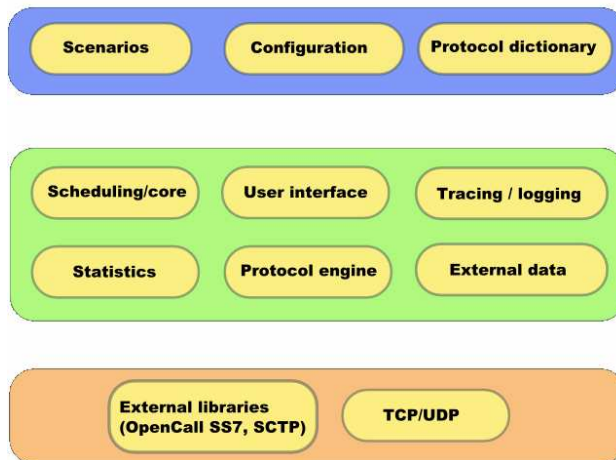 Scenarios
Configuration
Protocol dictionary
Scheduling/core
User interface
Tracing / logging
Statistics
Protocol engine
External data
External libraries
(OpenCall SS7, SCTP)
TCP/UDP